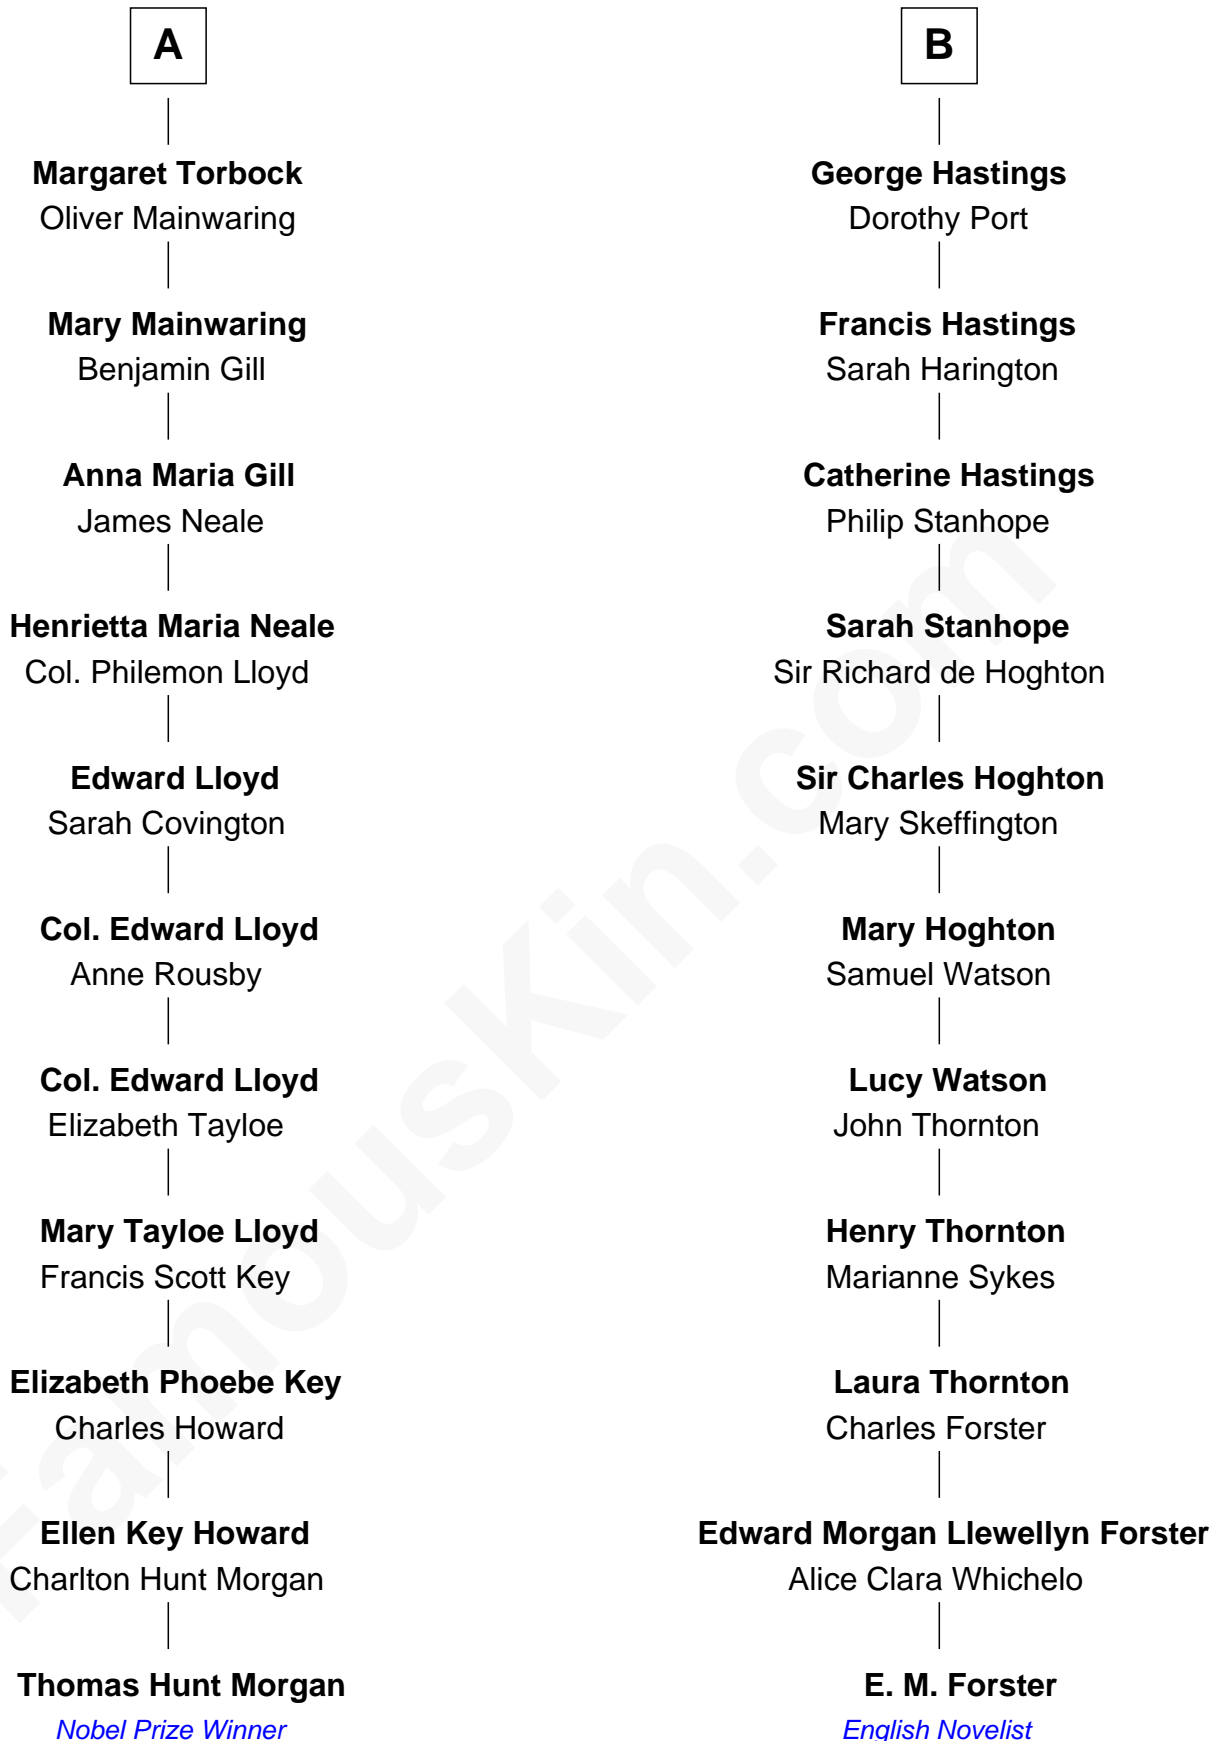 A
Margaret Torbock
Oliver Mainwaring
Mary Mainwaring
Benjamin Gill
Anna Maria Gill
James Neale
Henrietta Maria Neale
Col. Philemon Lloyd
Edward Lloyd
Sarah Covington
Col. Edward Lloyd
Anne Rousby
Col. Edward Lloyd
Elizabeth Tayloe
Mary Tayloe Lloyd
Francis Scott Key
Elizabeth Phoebe Key
Charles Howard
Ellen Key Howard
Charlton Hunt Morgan
Thomas Hunt Morgan
Nobel Prize Winner
B
George Hastings
Dorothy Port
Francis Hastings
Sarah Harington
Catherine Hastings
Philip Stanhope
Sarah Stanhope
Sir Richard de Hoghton
Sir Charles Hoghton
Mary Skeffington
Mary Hoghton
Samuel Watson
Lucy Watson
John Thornton
Henry Thornton
Marianne Sykes
Laura Thornton
Charles Forster
Edward Morgan Llewellyn Forster
Alice Clara Whichelo
E. M. Forster
English Novelist
FamousKin.com